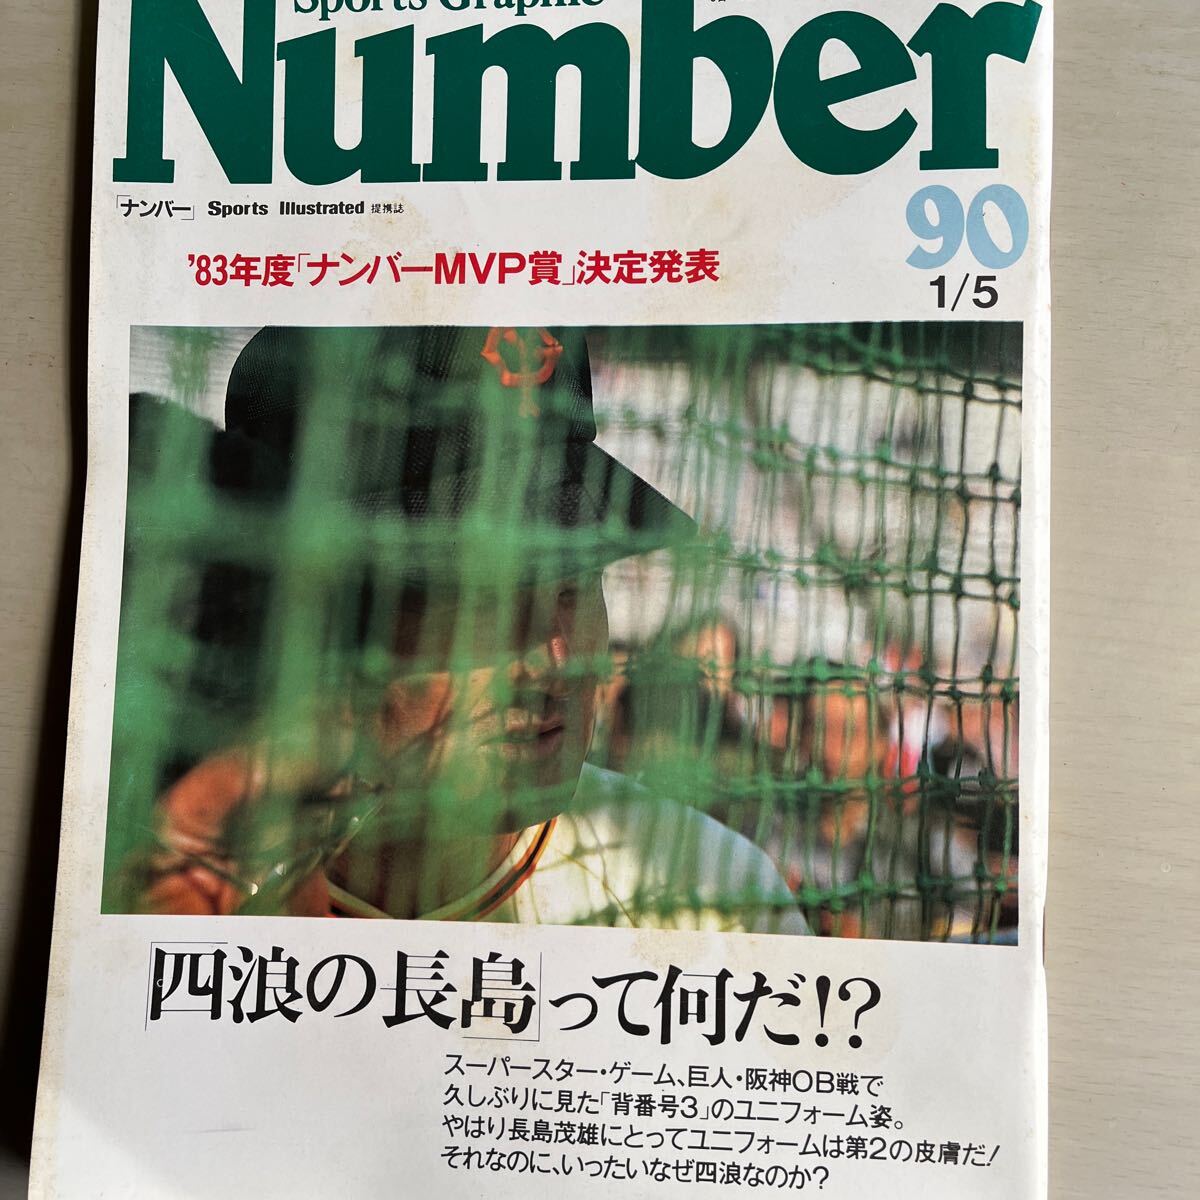 Sports Graphic
Number
「ナンバー」 Sports Illustrated 提携誌
90
1/5
'83年度「ナンバーMVP賞」決定発表
「四浪の長島」って何だ!?
スーパースター・ゲーム、巨人・阪神OB戦で
久しぶりに見た「背番号3」のユニフォーム姿。
やはり長島茂雄にとってユニフォームは第2の皮膚だ!
それなのに、いったいなぜ四浪なのか?